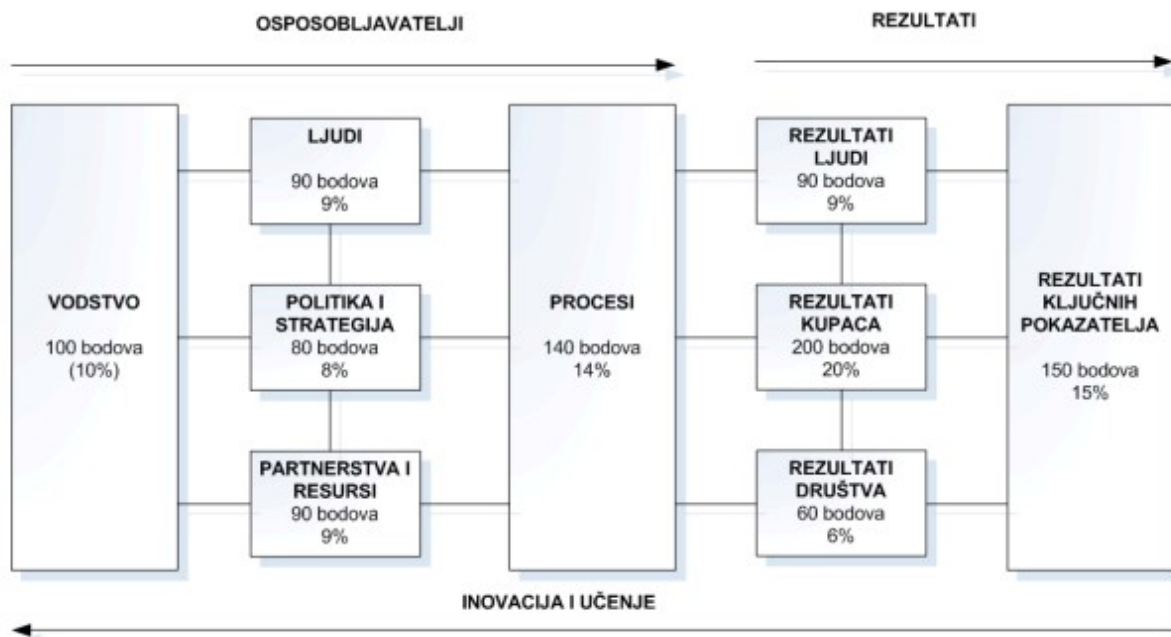 OSPOSOBLJAVATELJI
REZULTATI
VODSTVO
100 bodova
(10%)
LJUDI
90 bodova
9%
POLITIKA I
STRATEGIJA
80 bodova
8%
PARTNERSTVA I
RESURSI
90 bodova
9%
PROCESI
140 bodova
14%
REZULTATI
LJUDI
90 bodova
9%
REZULTATI
KUPACA
200 bodova
20%
REZULTATI
DRUŠTVA
60 bodova
6%
REZULTATI
KLJUČNIH
POKAZATELJA
150 bodova
15%
INOVACIJA I UČENJE